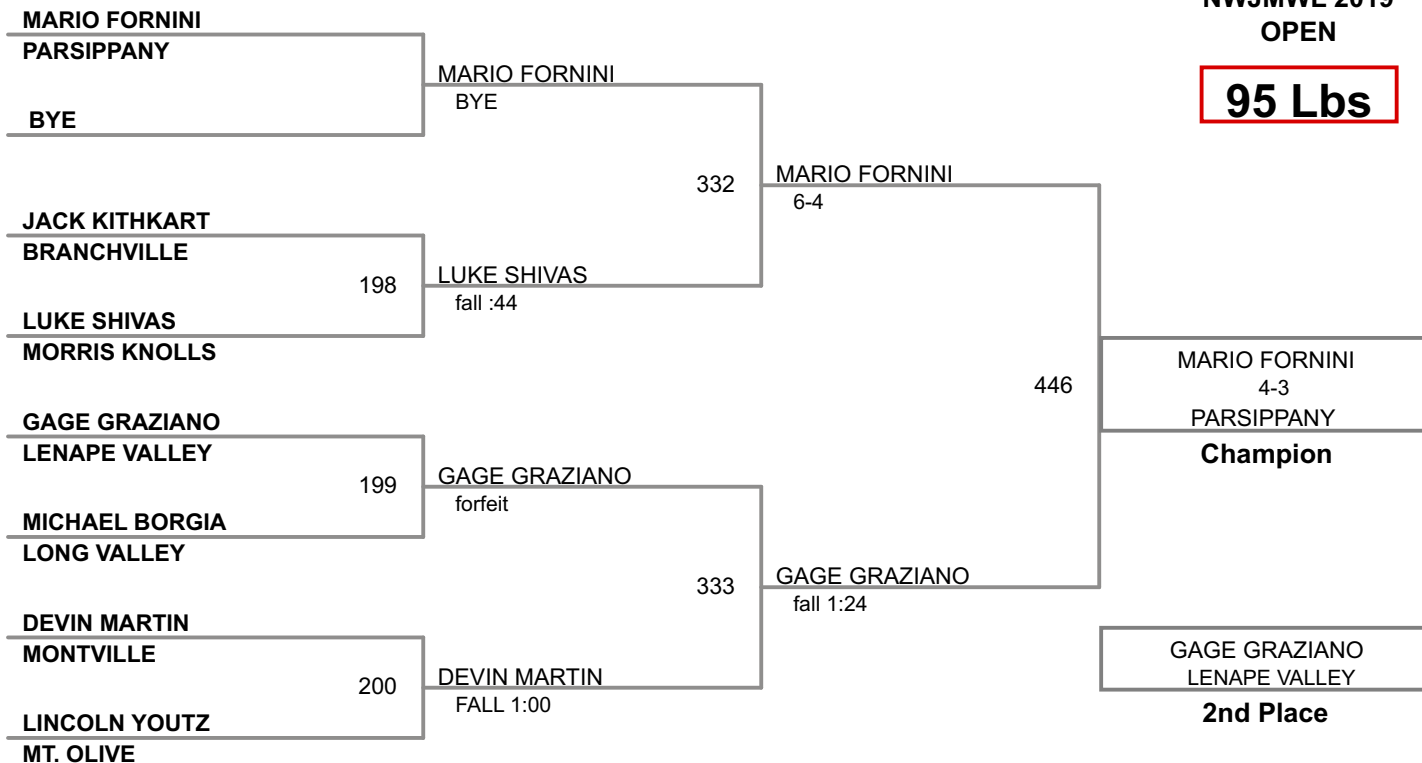 NWJMWL 2019
OPEN
95 Lbs
MARIO FORNINI
PARSIPPANY
BYE
MARIO FORNINI
BYE
JACK KITHKART
BRANCHVILLE
198
LUKE SHIVAS
MORRIS KNOLLS
LUKE SHIVAS
fall :44
332
MARIO FORNINI
6-4
GAGE GRAZIANO
LENAPE VALLEY
199
MICHAEL BORGIA
LONG VALLEY
GAGE GRAZIANO
forfeit
DEVIN MARTIN
MONTVILLE
200
LINCOLN YOUTZ
MT. OLIVE
DEVIN MARTIN
FALL 1:00
333
GAGE GRAZIANO
fall 1:24
446
MARIO FORNINI
4-3
PARSIPPANY
Champion
GAGE GRAZIANO
LENAPE VALLEY
2nd Place